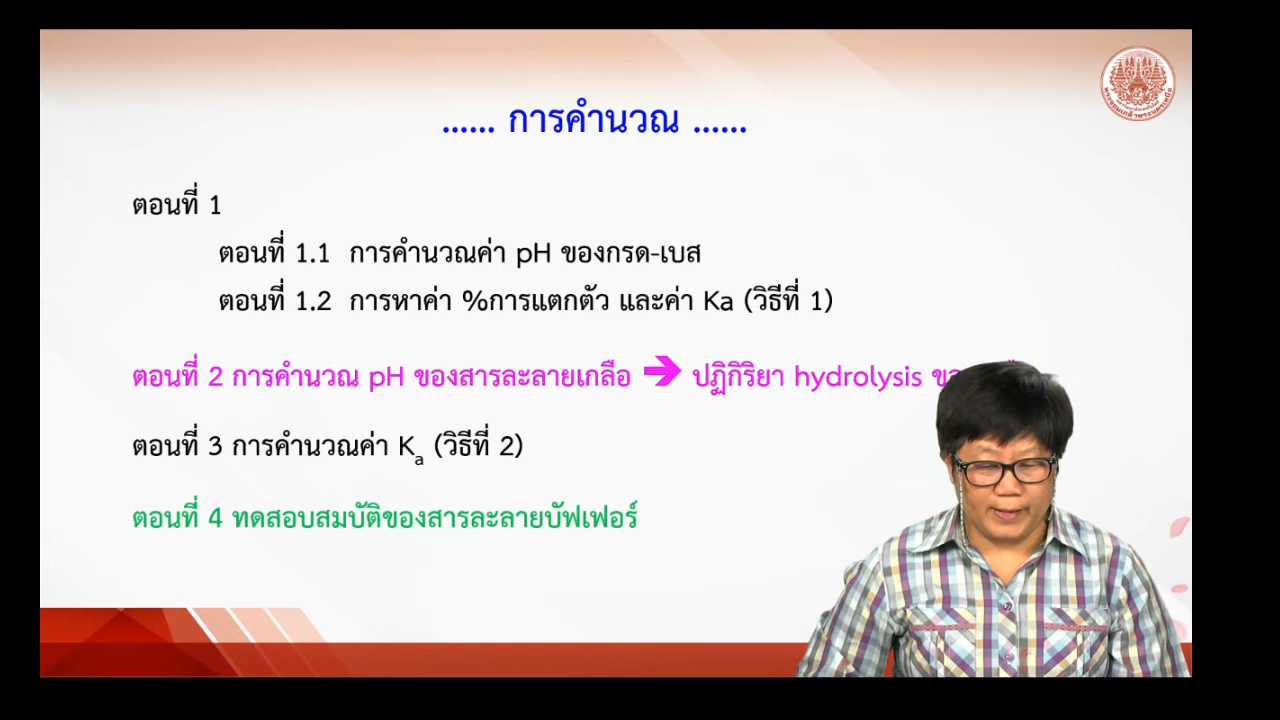 ...... การคำนวณ ......
ตอนที่ 1
ตอนที่ 1.1 การคำนวณค่า pH ของกรด-เบส
ตอนที่ 1.2 การหาค่า %การแตกตัว และค่า Ka (วิธีที่ 1)
ตอนที่ 2 การคำนวณ pH ของสารละลายเกลือ ➔ ปฏิกิริยา hydrolysis
ตอนที่ 3 การคำนวณค่า Ka (วิธีที่ 2)
ตอนที่ 4 ทดสอบสมบัติของสารละลายบัฟเฟอร์